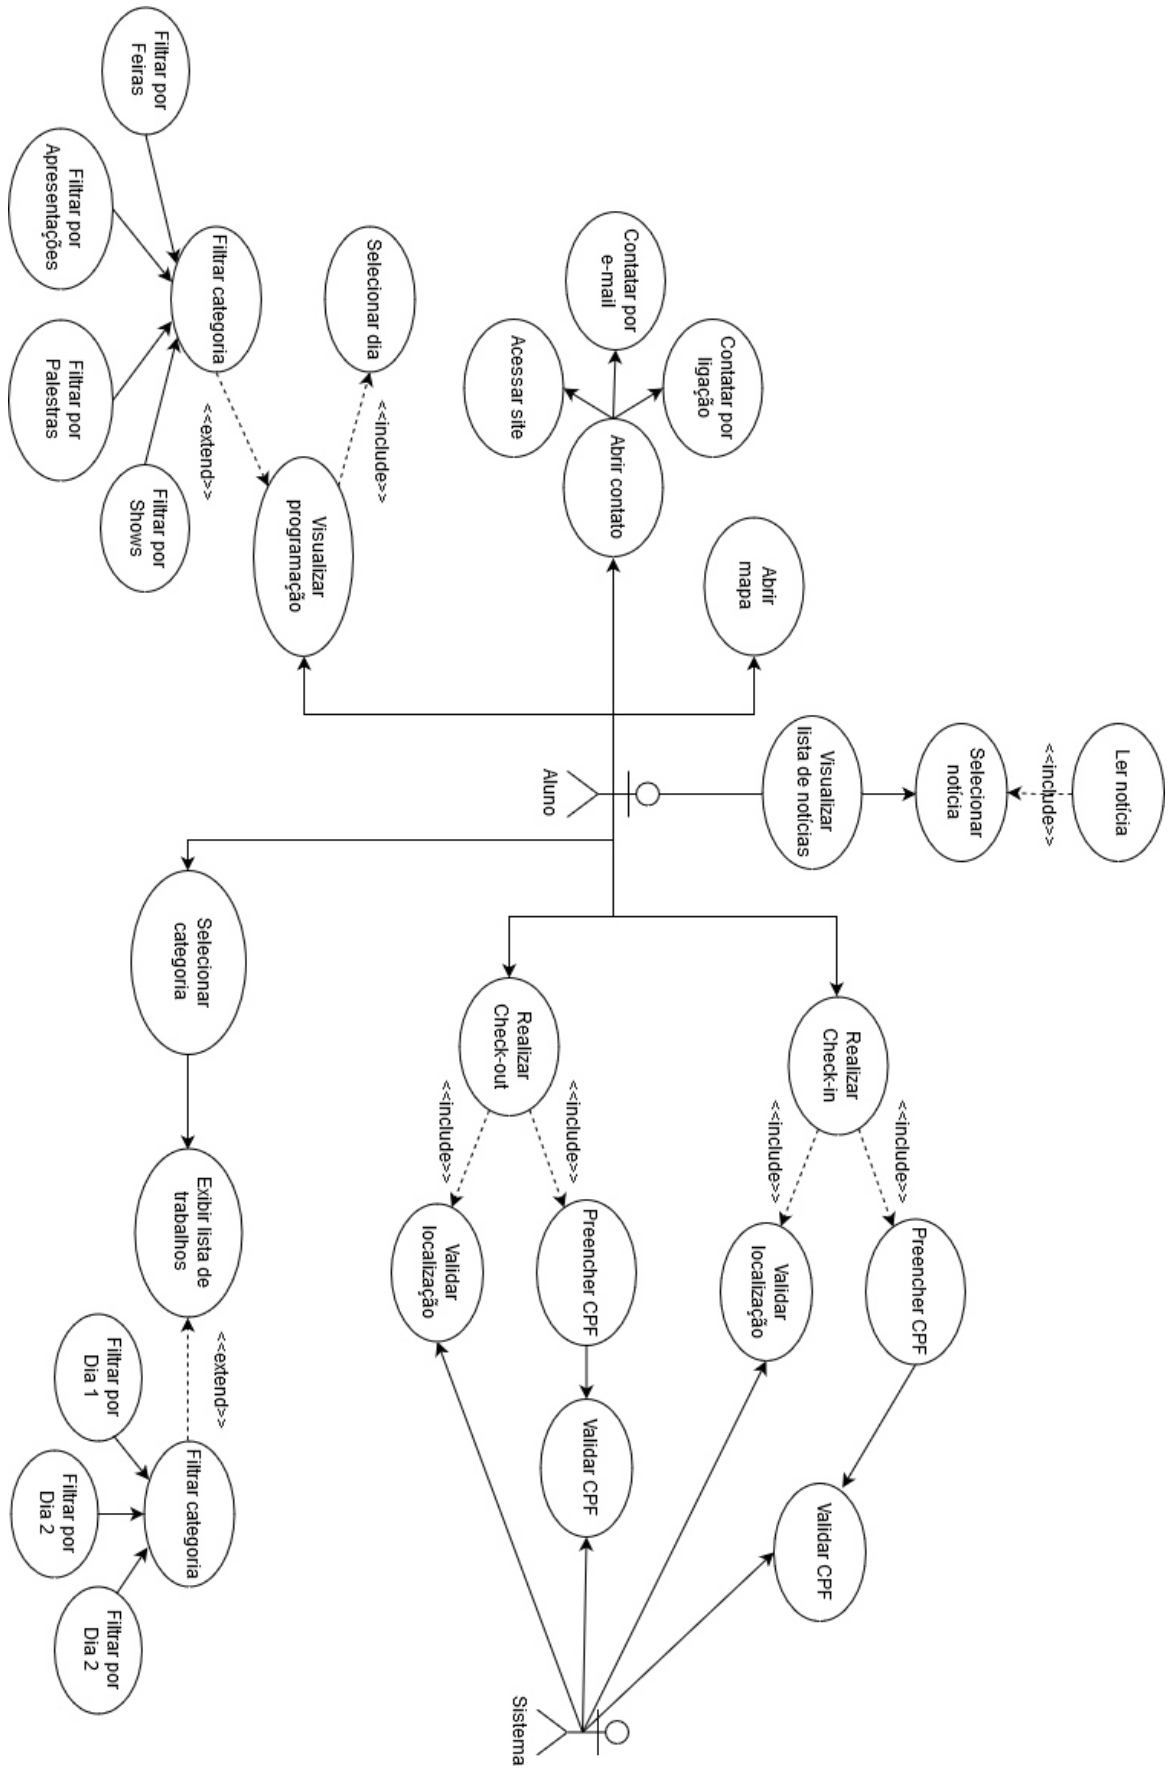 Ler notícia
<<include>>
Selecionar
notícia
<<include>>
Preencher CPF
Visualizar
lista de notícias
Realizar
Check-in
Validar CPF
<<include>>
Validar
localização
Abrir
mapa
Contatar por
ligação
Contatar por
e-mail
Abrir contato
<<include>>
Preencher CPF
Validar CPF
Aluno
Acessar site
Realizar
Check-out
Sistema
<<include>>
Validar
localização
Selecionar dia
<<include>>
Visualizar
programação
Filtrar categoria
<<extend>>
Selecionar
categoria
Exibir lista de
trabalhos
<<extend>>
Filtrar categoria
Filtrar por
Feiras
Filtrar por
Shows
Filtrar por
Dia 1
Filtrar por
Dia 2
Filtrar por
Apresentações
Filtrar por
Palestras
Filtrar por
Dia 2